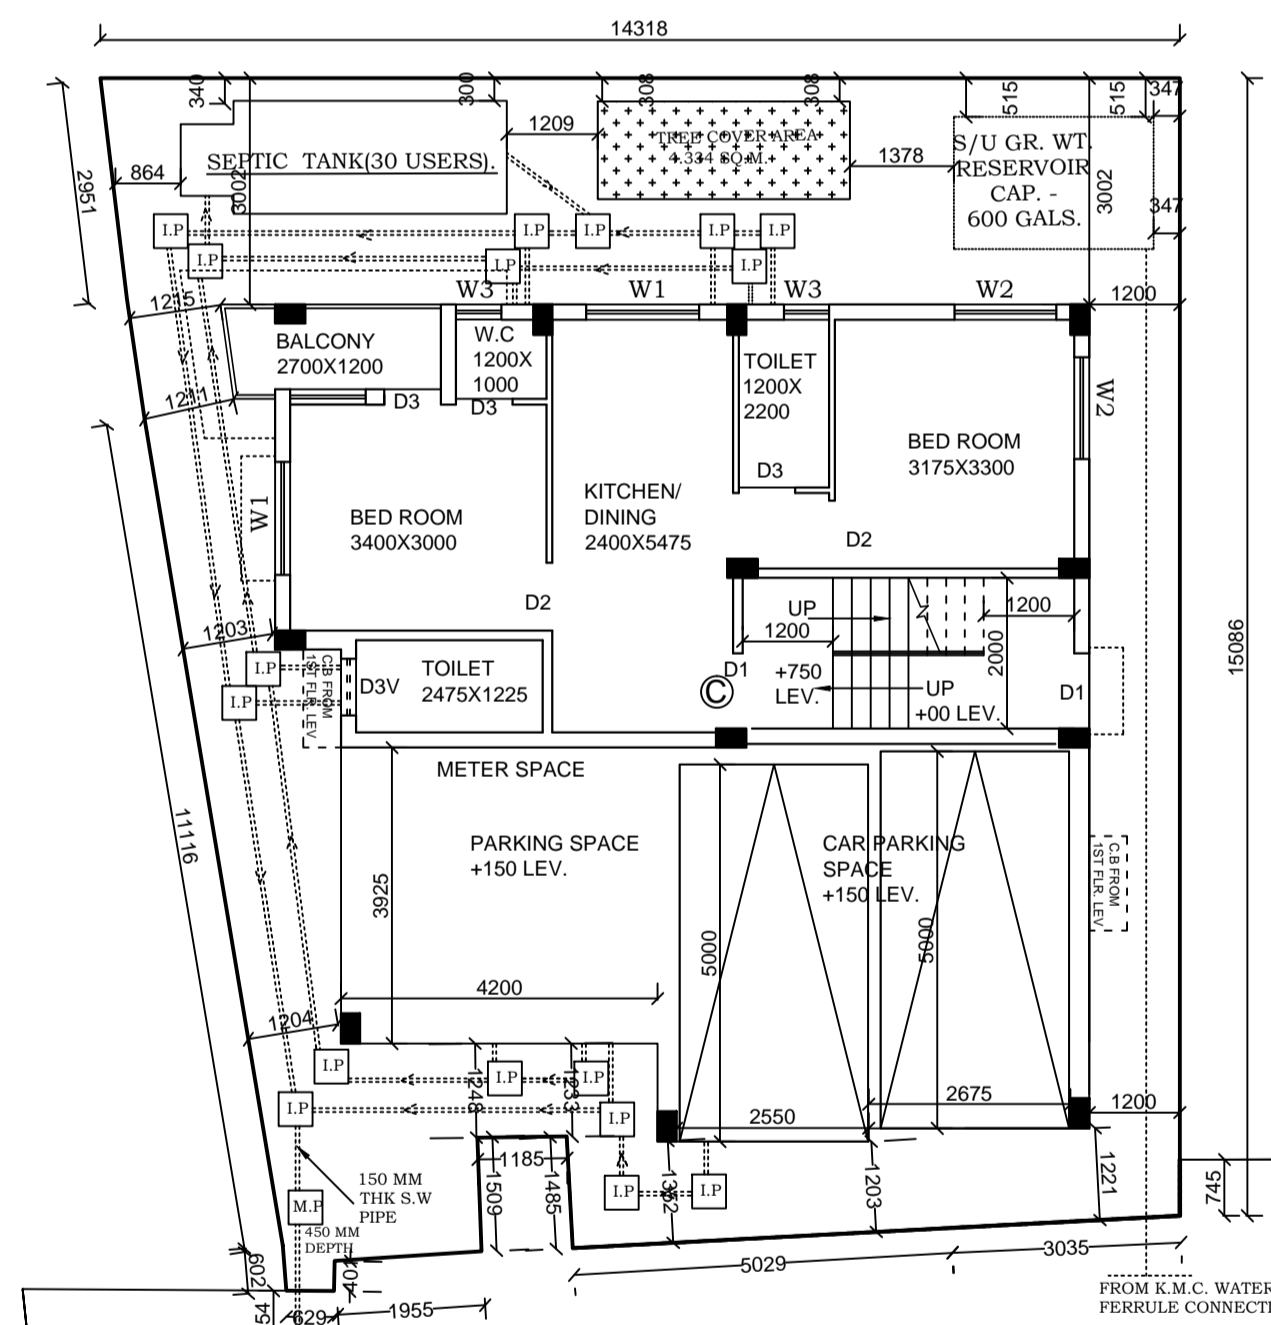 14318
340
300
308
308
515
515
347
1209
TREE COVER AREA
4.334 SQ.M.
S/U GR. WT.
RESERVOIR
CAP. -
600 GALS.
SEPTIC TANK(30 USERS).
1378
864
2951
3002
3002
347
I.P
I.P
I.P
I.P
I.P
I.P
I.P
I.P
W3
W1
W3
W2
1200
1215
BALCONY
2700X1200
W.C
1200X
1000
TOILET
1200X
2200
W2
1211
D3
D3
BED ROOM
3175X3300
D3
KITCHEN/
DINING
2400X5475
W1
BED ROOM
3400X3000
D2
D2
UP
1200
1200
1203
2000
I.P
C.B FROM
1ST FLR. LEV
TOILET
2475X1225
D3V
D1
+750
LEV.
UP
+00 LEV.
D1
15086
I.P
C
METER SPACE
11116
PARKING SPACE
+150 LEV.
CAR PARKING
SPACE
+150 LEV.
C.B FROM
1ST FLR. LEV
3925
5000
5000
4200
1204
I.P
I.P
I.P
1248
1233
I.P
I.P
2550
2675
1200
1185
150 MM
THK S.W
PIPE
1509
1485
I.P
I.P
1352
1203
1221
745
M.P
450 MM
DEPTH
602
402
5029
3035
54
629
1955
FROM K.M.C. WATER
FERRULE CONNECTI